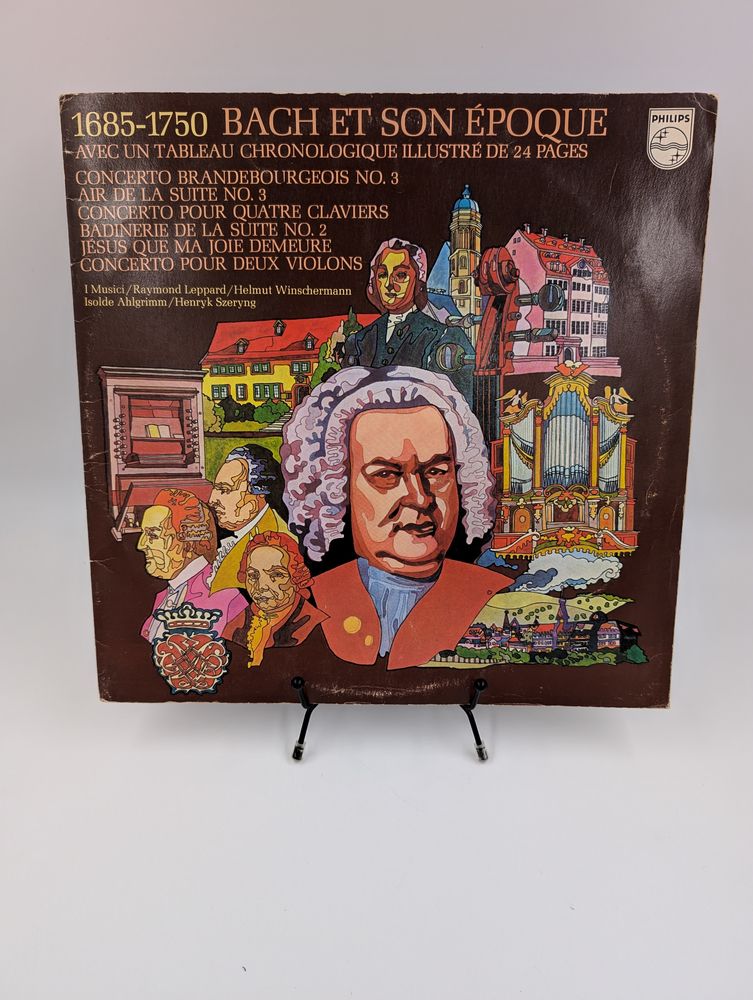 1685-1750 BACH ET SON ÉPOQUE
AVEC UN TABLEAU CHRONOLOGIQUE ILLUSTRÉ DE 24 PAGES
CONCERTO BRANDEBOURGEOIS NO. 3
AIR DE LA SUITE NO. 3
CONCERTO POUR QUATRE CLAVIERS
BADINERIE DE LA SUITE NO. 2
JÉSUS QUE MA JOIE DEMEURE
CONCERTO POUR DEUX VIOLONS
I Musici/Raymond Leppard/Helmut Winschermann
Isolde Ahlgrimm/Henryk Szeryng
PHILIPS